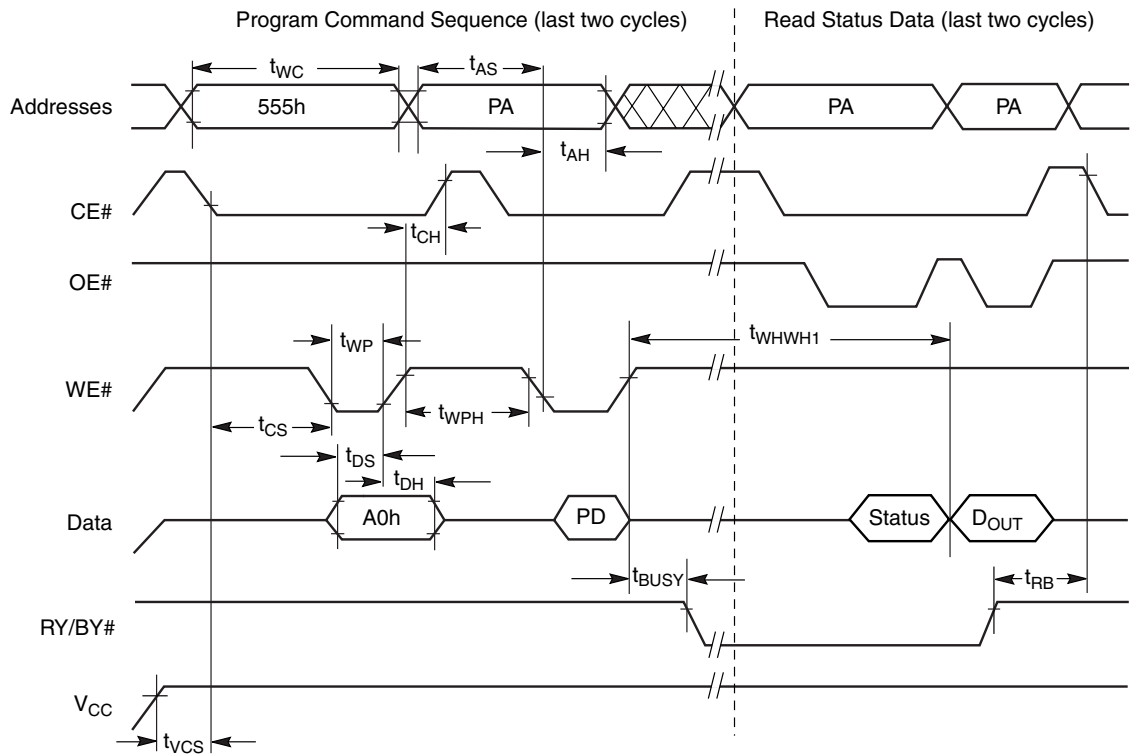 Program Command Sequence (last two cycles)
Read Status Data (last two cycles)
tWC
tAS
Addresses
555h
PA
PA
PA
tAH
CE#
tCH
OE#
tWP
tWHWH1
WE#
tCS
tWPH
tDS
tDH
Data
A0h
PD
Status
DOUT
tBUSY
tRB
RY/BY#
VCC
tVCS